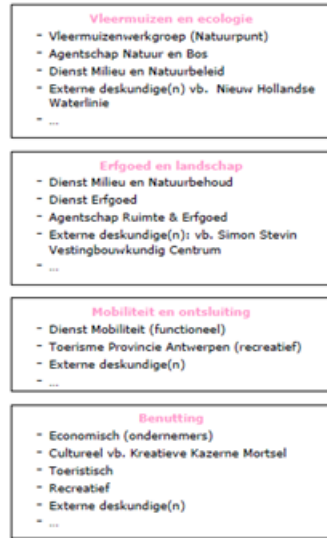 Vleermuizen en ecologie
- Vleermuizenwerkgroep (Natuurpunt)
- Agentschap Natuur en Bos
- Dienst Milieu en Natuurbeleid
- Externe deskundige(n) vb. Nieuw Hollandse
Waterlinie
- ...
Erfgoed en landschap
- Dienst Milieu en Natuurbehoud
- Dienst Erfgoed
- Agentschap Ruimte & Erfgoed
- Externe deskundige(n): vb. Simon Stevin
Vestingbouwkundig Centrum
- ...
Mobiliteit en ontsluiting
- Dienst Mobiliteit (functioneel)
- Toerisme Provincie Antwerpen (recreatief)
- Externe deskundige(n)
- ...
Benutting
- Economisch (ondernemers)
- Cultureel vb. Kreatieve Kazerne Mortsel
- Toeristisch
- Recreatief
- Externe deskundige(n)
- ...